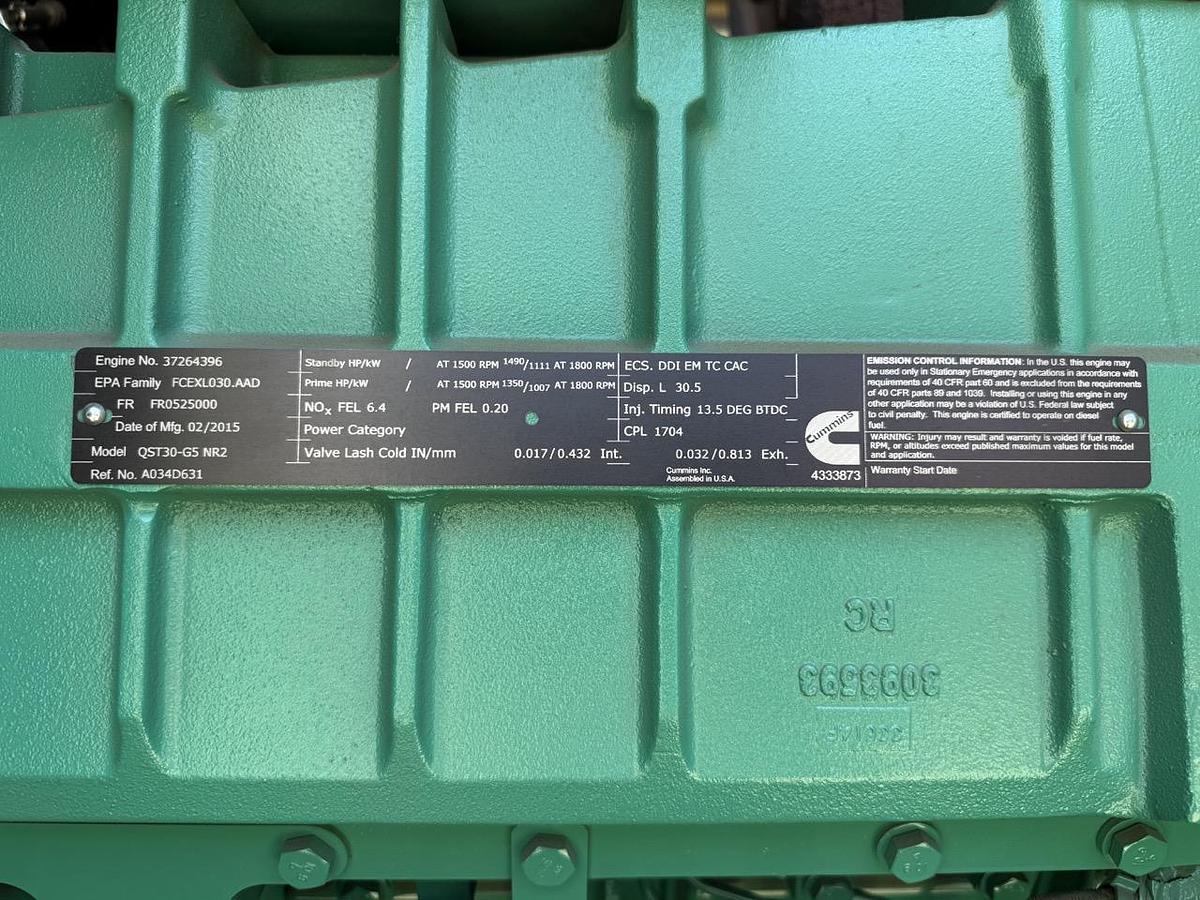 Engine No. 37264396
EPA Family FCEXL030.AAD
FR FR0525000
Date of Mfg. 02/2015
Model QST30-G5 NR2
Ref. No. A034D631
Standby HP/kW / AT 1500 RPM 1490/1111 AT 1800 RPM
Prime HP/kW / AT 1500 RPM 1350/1007 AT 1800 RPM
NOx FEL 6.4 PM FEL 0.20
Power Category
Valve Lash Cold IN/mm 0.017/0.432 Int. 0.032/0.813 Exh.
ECS. DDI EM TC CAC
Disp. L 30.5
Inj. Timing 13.5 DEG BTDC
CPL 1704
Cummins Inc.
Assembled in U.S.A.
Cummins
4333873
EMISSION CONTROL INFORMATION: In the U.S. this engine may
be used only in Stationary Emergency applications in accordance with
requirements of 40 CFR part 60 and is excluded from the requirements
of 40 CFR parts 89 and 1039. Installing or using this engine in any
other application may be a violation of U.S. Federal law subject
to civil penalty. This engine is certified to operate on diesel
fuel.
WARNING: Injury may result and warranty is voided if fuel rate,
RPM, or altitudes exceed published maximum values for this model
and application.
Warranty Start Date
RC